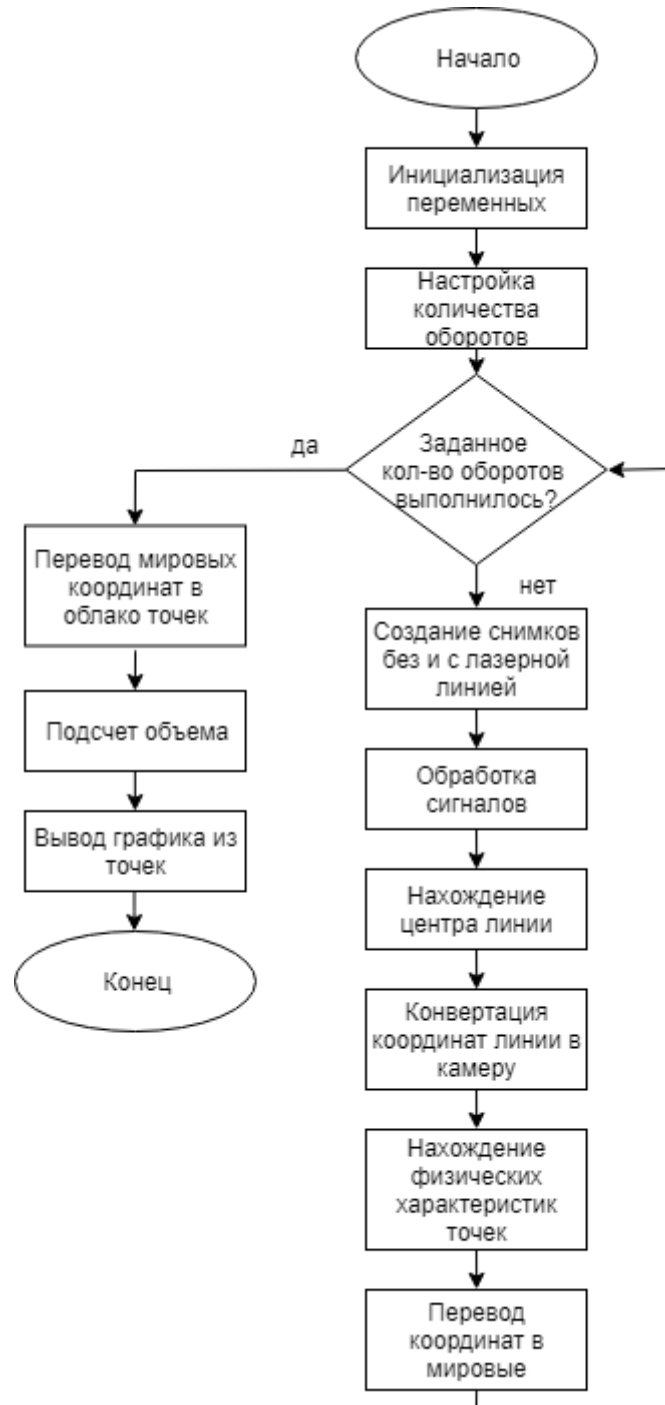 Начало
Инициализация
переменных
Настройка
количества
оборотов
Заданное
кол-во оборотов
выполнилось?
да
нет
Перевод мировых
координат в
облако точек
Подсчет объема
Вывод графика из
точек
Конец
Создание снимков
без и с лазерной
линией
Обработка
сигналов
Нахождение
центра линии
Конвертация
координат линии в
камеру
Нахождение
физических
характеристик
точек
Перевод
координат в
мировые